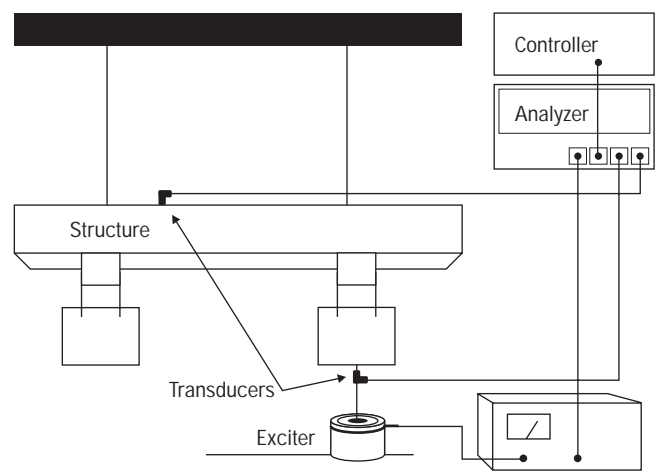 Controller
Analyzer
Structure
Transducers
Exciter